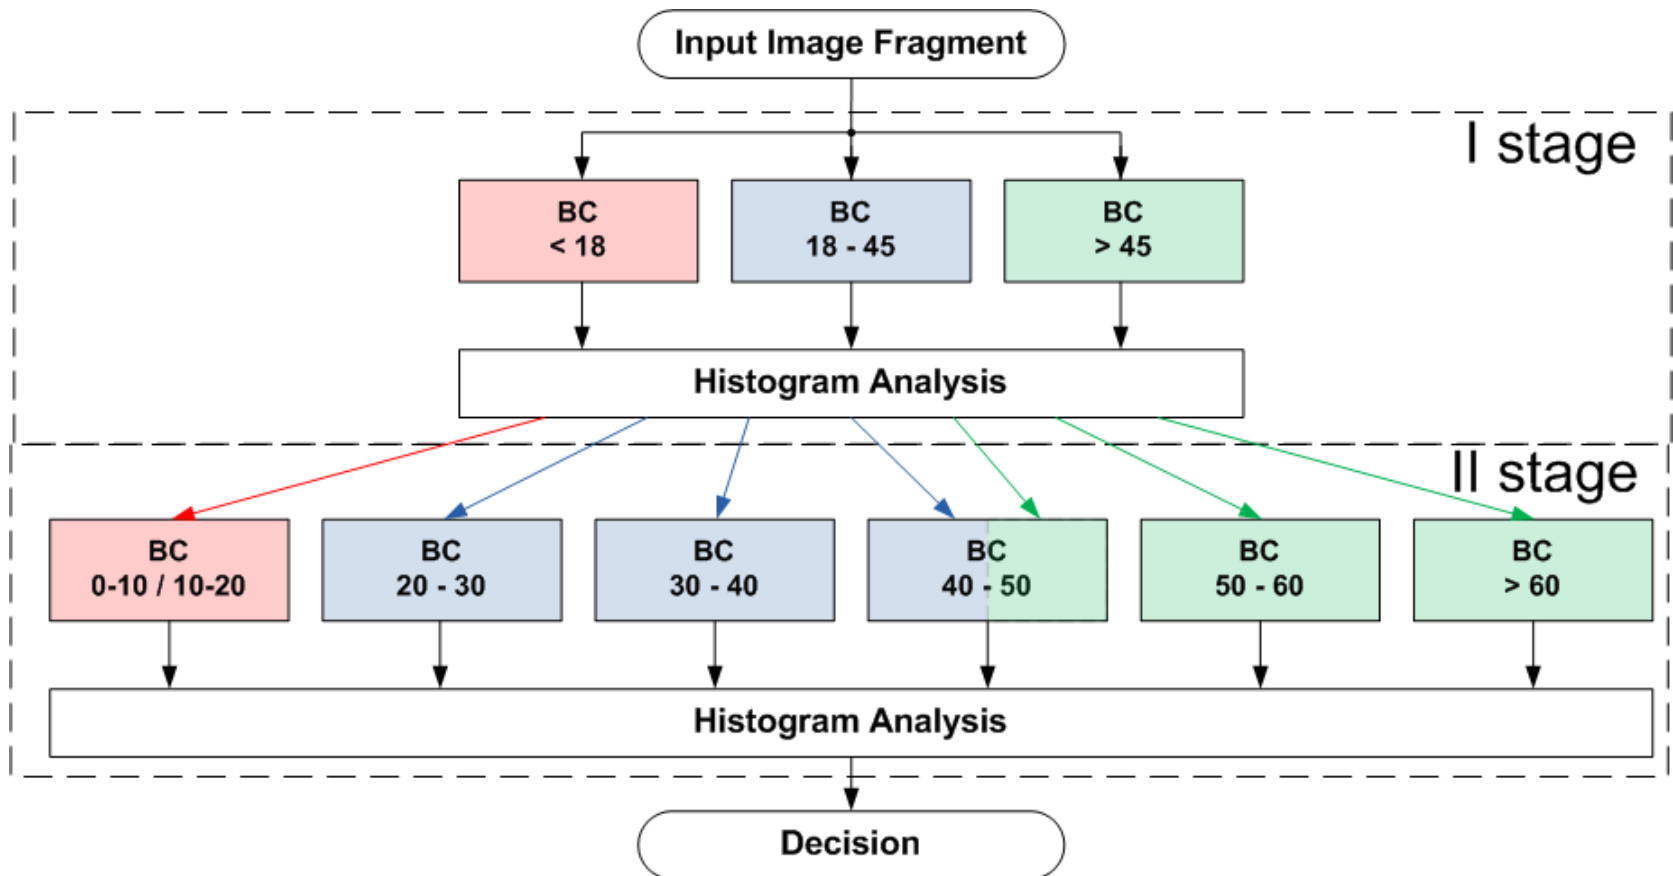 Input Image Fragment
I stage
BC
< 18
BC
18 - 45
BC
> 45
Histogram Analysis
II stage
BC
0-10 / 10-20
BC
20 - 30
BC
30 - 40
BC
40 - 50
BC
50 - 60
BC
> 60
Histogram Analysis
Decision